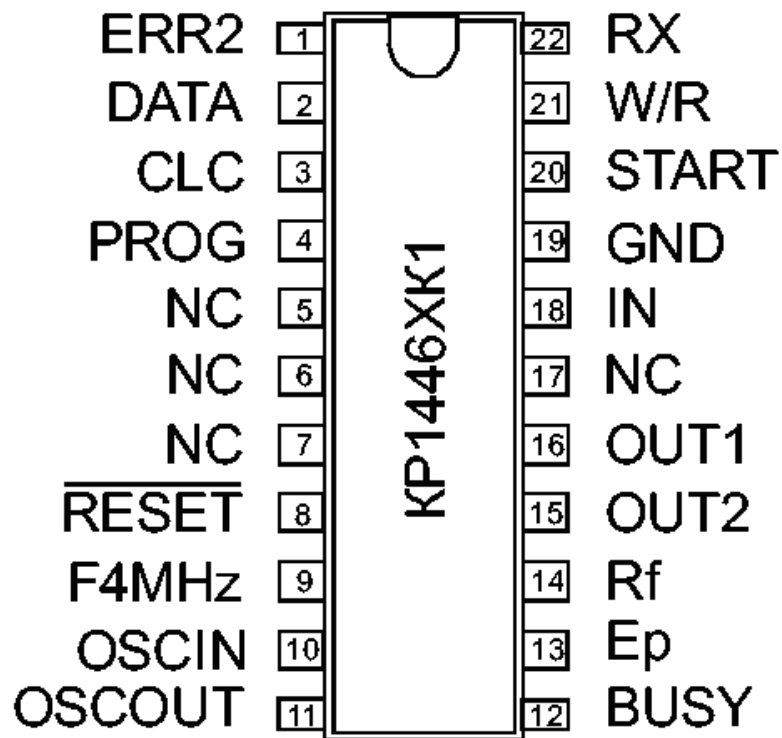 ERR2 1 22 RX
DATA 2 21 W/R
CLC 3 20 START
PROG 4 19 GND
NC 5 18 IN
NC 6 17 NC
NC 7 16 OUT1
RESET 8 15 OUT2
F4MHz 9 14 Rf
OSCIN 10 13 Ep
OSCOUT 11 12 BUSY
КР1446ХК1